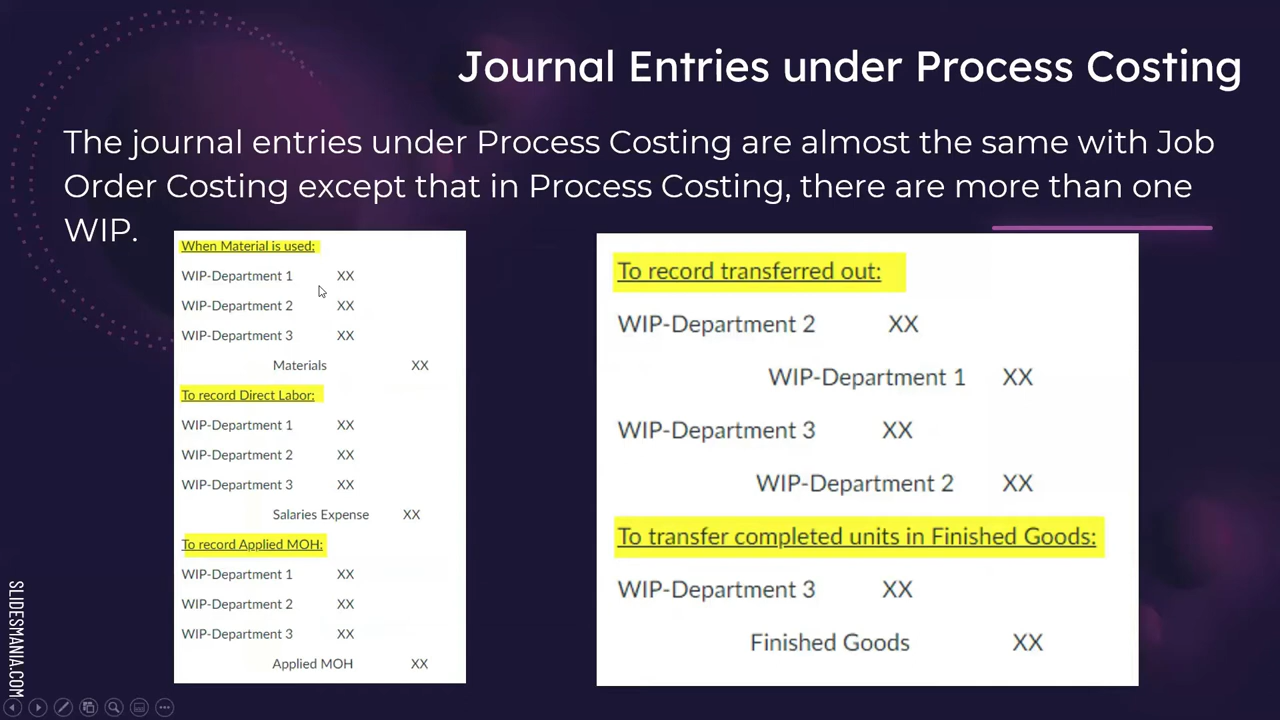 Journal Entries under Process Costing
The journal entries under Process Costing are almost the same with Job
Order Costing except that in Process Costing, there are more than one
WIP.
When Material is used:
WIP-Department 1 XX
WIP-Department 2 XX
WIP-Department 3 XX
Materials XX
To record Direct Labor:
WIP-Department 1 XX
WIP-Department 2 XX
WIP-Department 3 XX
Salaries Expense XX
To record Applied MOH:
WIP-Department 1 XX
WIP-Department 2 XX
WIP-Department 3 XX
Applied MOH XX
To record transferred out:
WIP-Department 2 XX
WIP-Department 1 XX
WIP-Department 3 XX
WIP-Department 2 XX
To transfer completed units in Finished Goods:
WIP-Department 3 XX
Finished Goods XX
SLIDESMANIA.COM